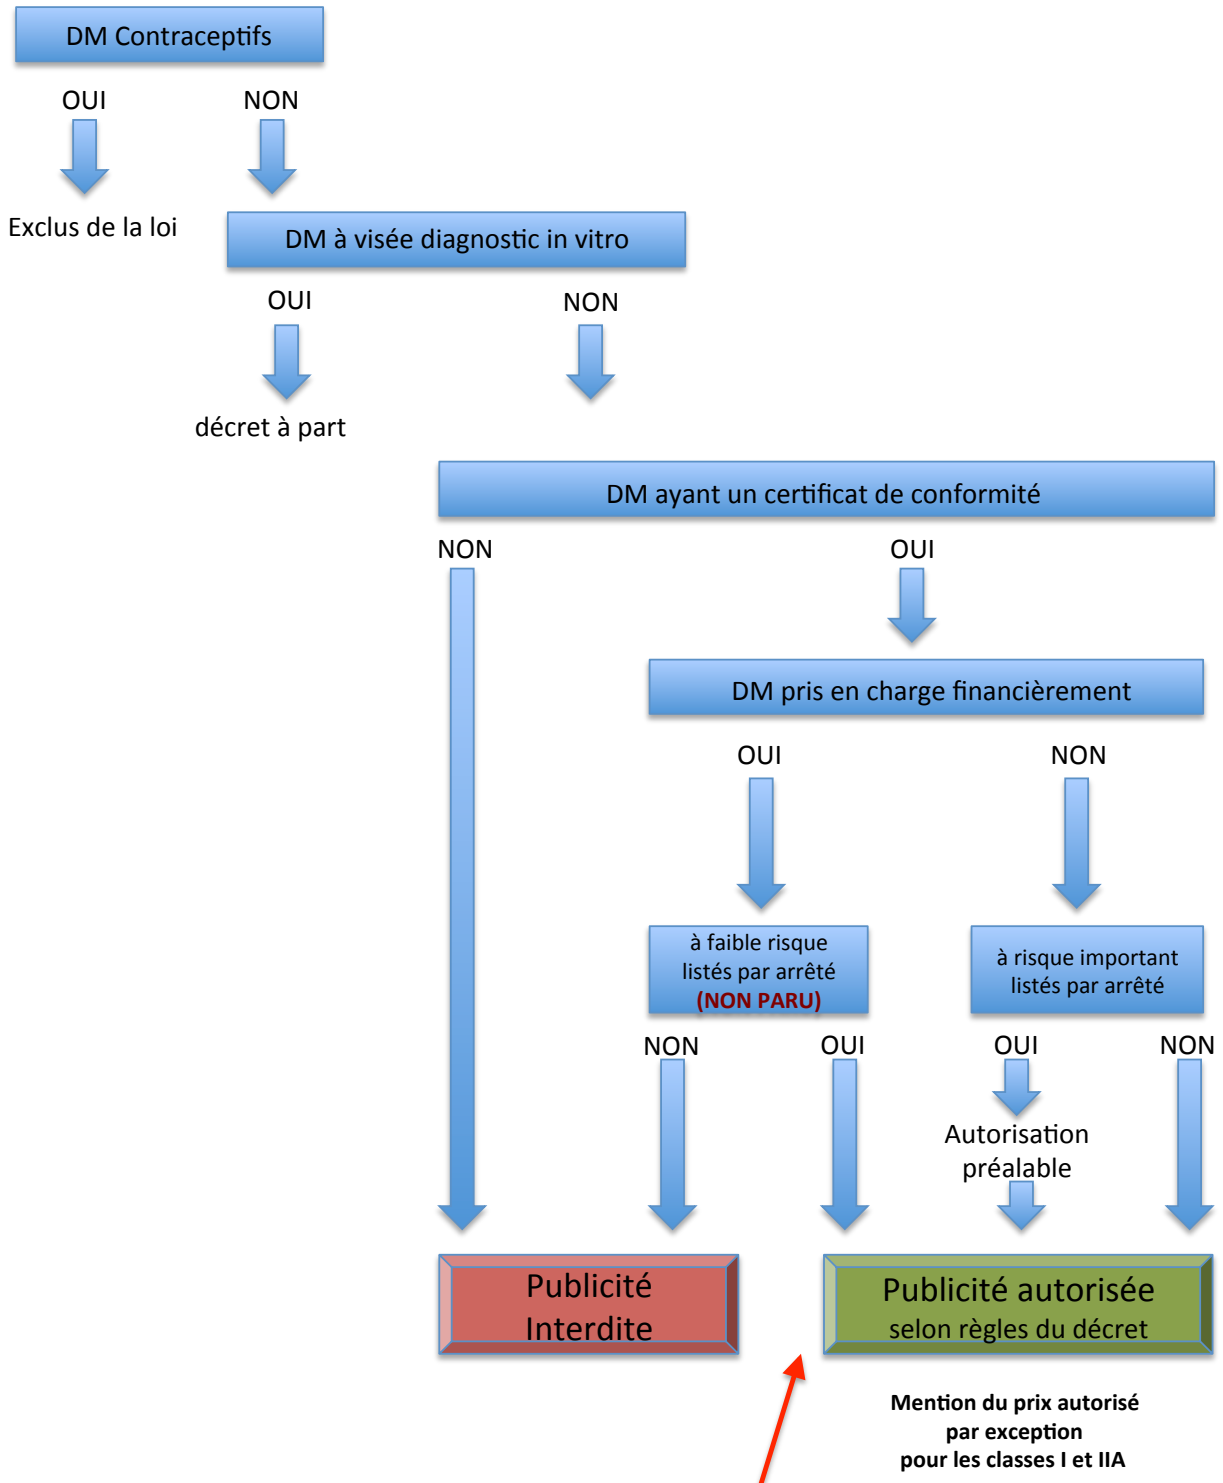 DM Contraceptifs
OUI
NON
Exclus de la loi
DM à visée diagnostic in vitro
OUI
NON
décret à part
DM ayant un certificat de conformité
NON
OUI
DM pris en charge financièrement
OUI
NON
à faible risque
listés par arrêté
(NON PARU)
à risque important
listés par arrêté
NON
OUI
OUI
NON
Autorisation
préalable
Publicité
Interdite
Publicité autorisée
selon règles du décret
Mention du prix autorisé
par exception
pour les classes I et IIA